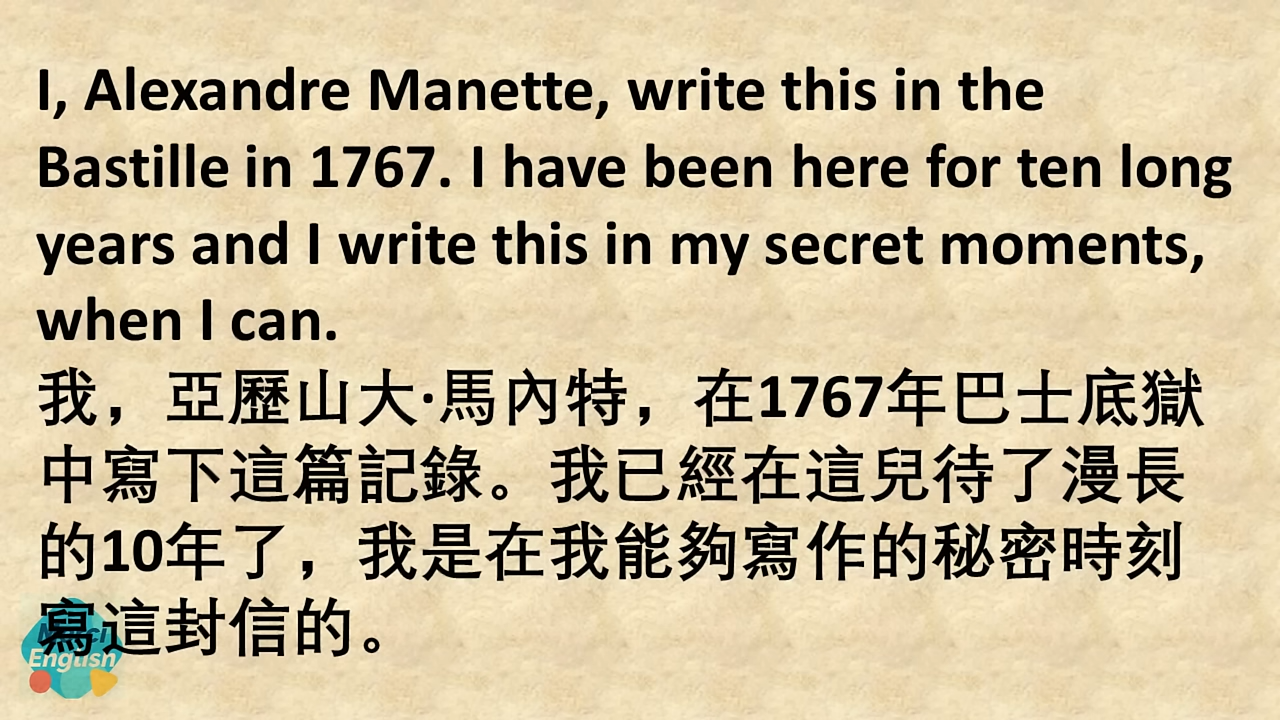 I, Alexandre Manette, write this in the
Bastille in 1767. I have been here for ten long
years and I write this in my secret moments,
when I can.
我，亞歷山大·馬內特，在1767年巴士底獄
中寫下這篇記錄。我已經在這兒待了漫長
的10年了，我是在我能夠寫作的秘密時刻
寫這封信的。
English